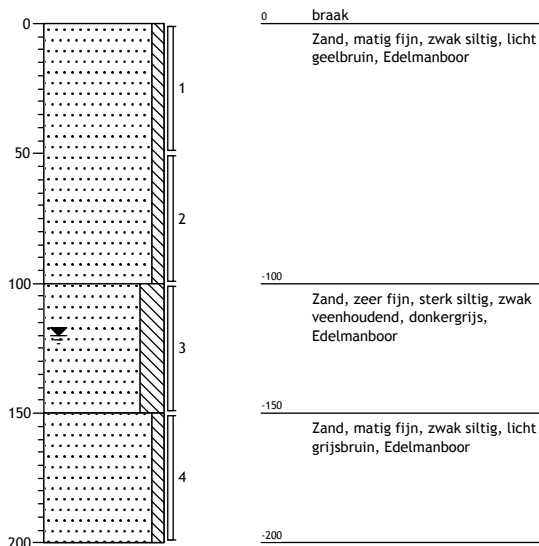 0
50
100
150
200
1
2
3
4
0 braak
Zand, matig fijn, zwak siltig, licht
geelbruin, Edelmanboor
-100
Zand, zeer fijn, sterk siltig, zwak
veenhoudend, donkergrijs,
Edelmanboor
-150
Zand, matig fijn, zwak siltig, licht
grijsbruin, Edelmanboor
-200